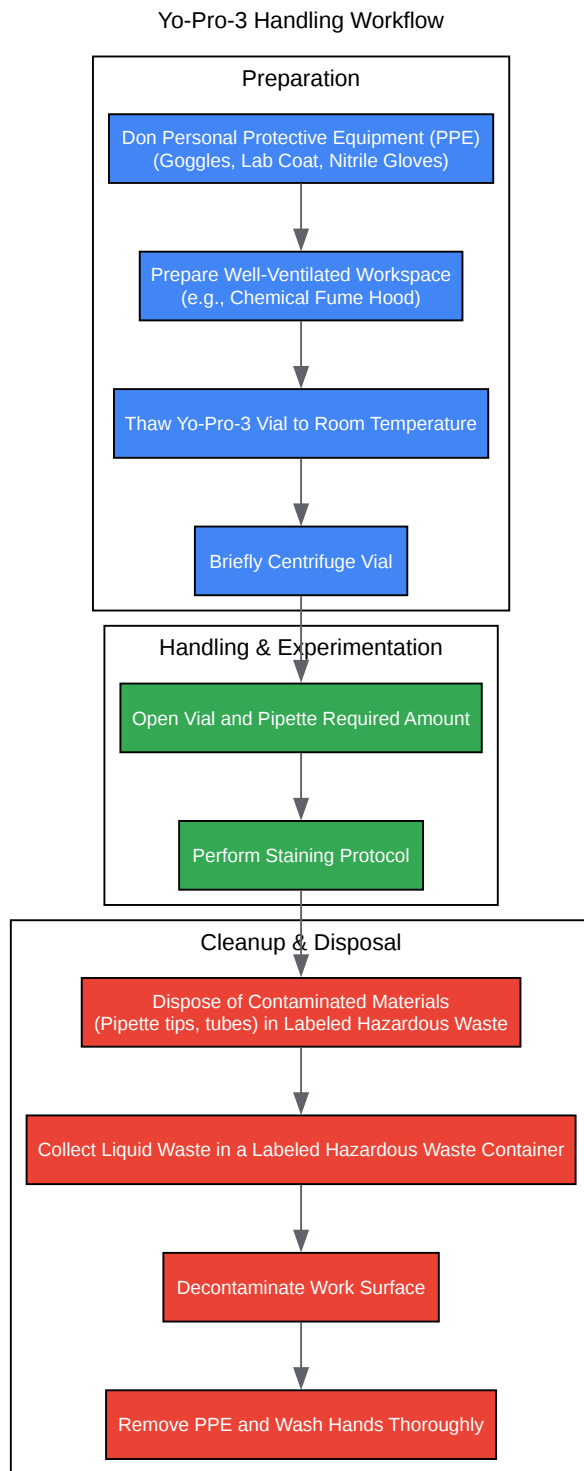 Yo-Pro-3 Handling Workflow
Preparation
Don Personal Protective Equipment (PPE)
(Goggles, Lab Coat, Nitrile Gloves)
Prepare Well-Ventilated Workspace
(e.g., Chemical Fume Hood)
Thaw Yo-Pro-3 Vial to Room Temperature
Briefly Centrifuge Vial
Handling & Experimentation
Open Vial and Pipette Required Amount
Perform Staining Protocol
Cleanup & Disposal
Dispose of Contaminated Materials
(Pipette tips, tubes) in Labeled Hazardous Waste
Collect Liquid Waste in a Labeled Hazardous Waste Container
Decontaminate Work Surface
Remove PPE and Wash Hands Thoroughly